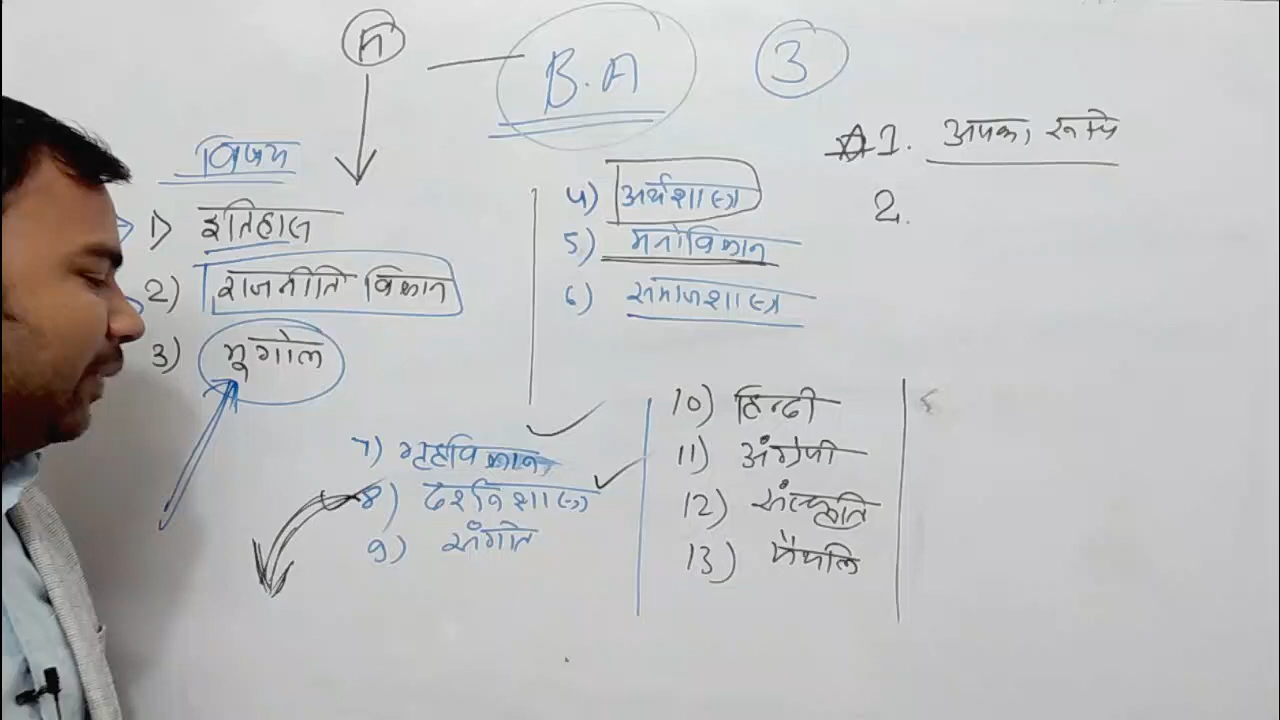 B.A
3
विषय
1) इतिहास
2) राजनीति विज्ञान
3) भूगोल
4) अर्थशास्त्र
5) मनोविज्ञान
6) समाजशास्त्र
7) गृहविज्ञान
8) दर्शनशास्त्र
9) संगीत
10) हिन्दी
11) अंग्रेजी
12) संस्कृति
13) मैथलि
1. आपका रूचि
2.